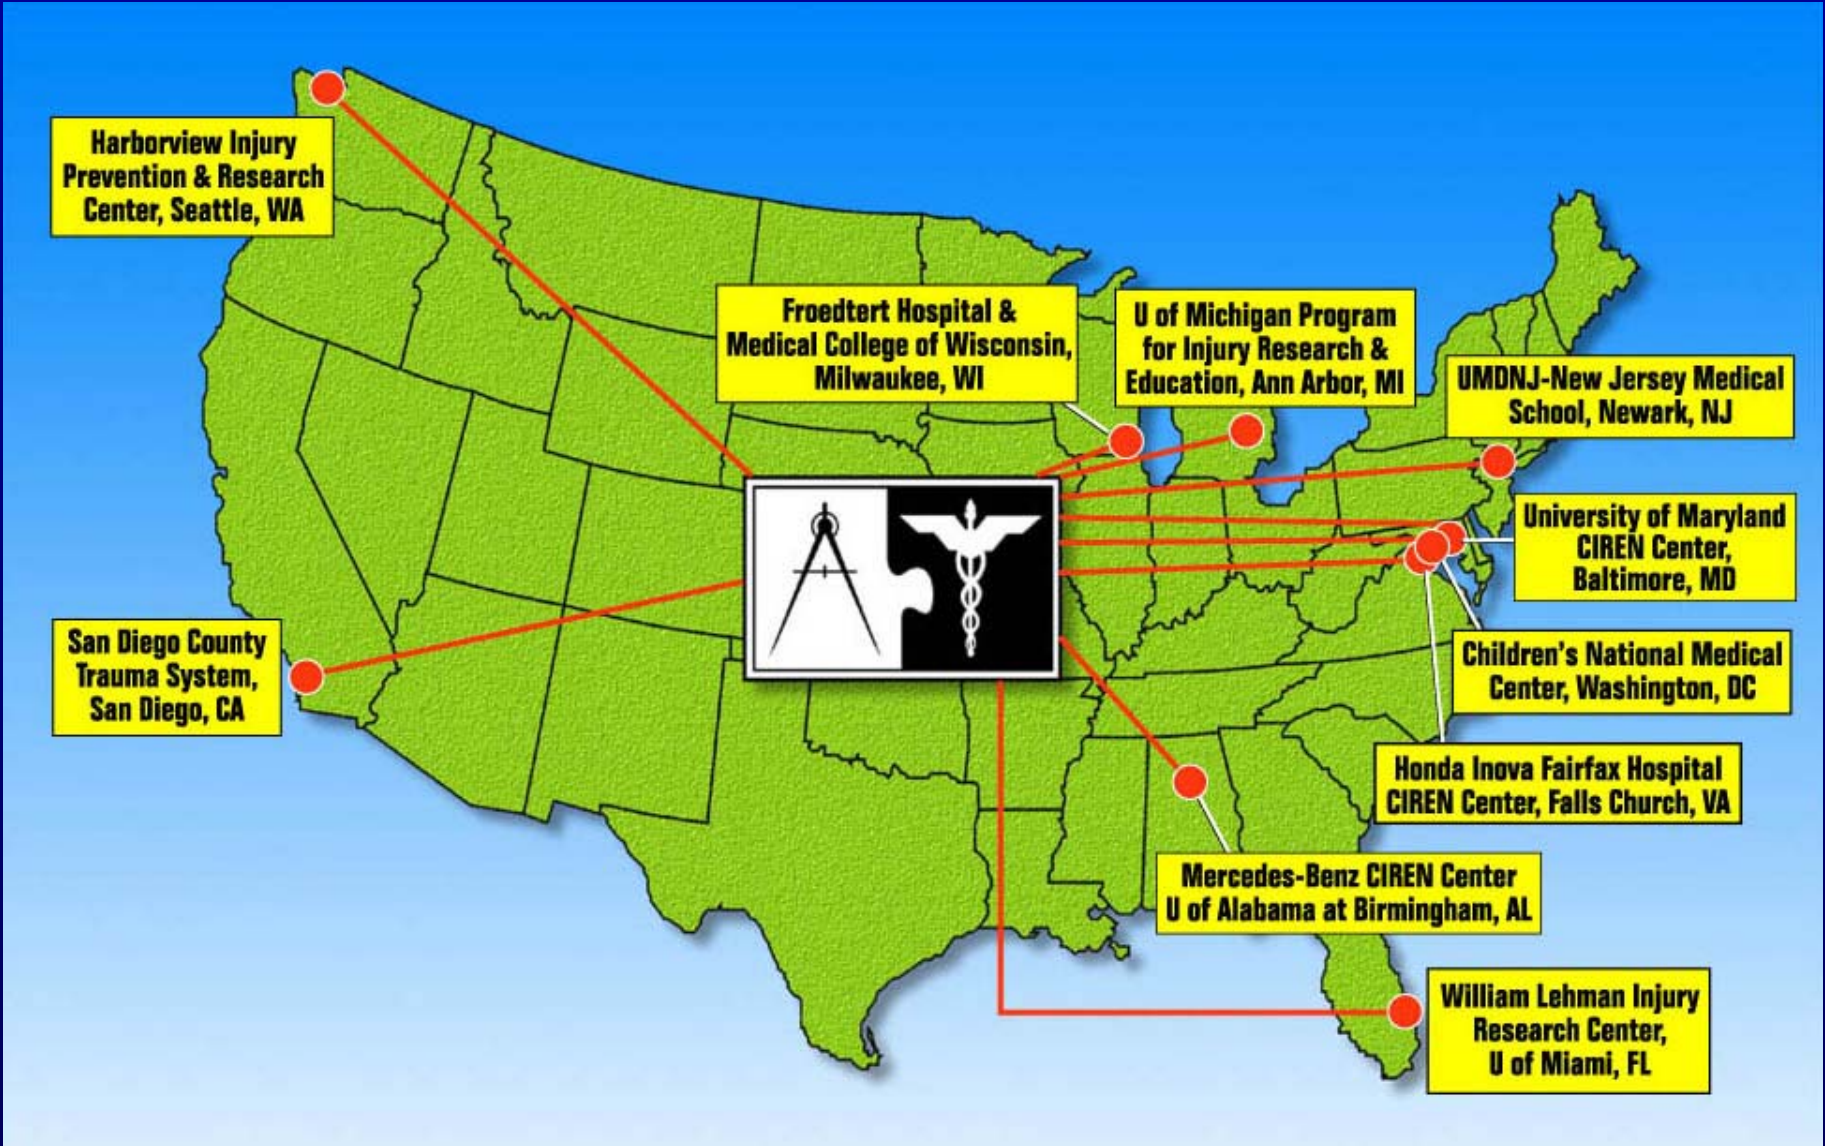 Harborview Injury
Prevention & Research
Center, Seattle, WA
Froedtert Hospital &
Medical College of Wisconsin,
Milwaukee, WI
U of Michigan Program
for Injury Research &
Education, Ann Arbor, MI
UMDNJ-New Jersey Medical
School, Newark, NJ
University of Maryland
CIREN Center,
Baltimore, MD
San Diego County
Trauma System,
San Diego, CA
Children's National Medical
Center, Washington, DC
Honda Inova Fairfax Hospital
CIREN Center, Falls Church, VA
Mercedes-Benz CIREN Center
U of Alabama at Birmingham, AL
William Lehman Injury
Research Center,
U of Miami, FL